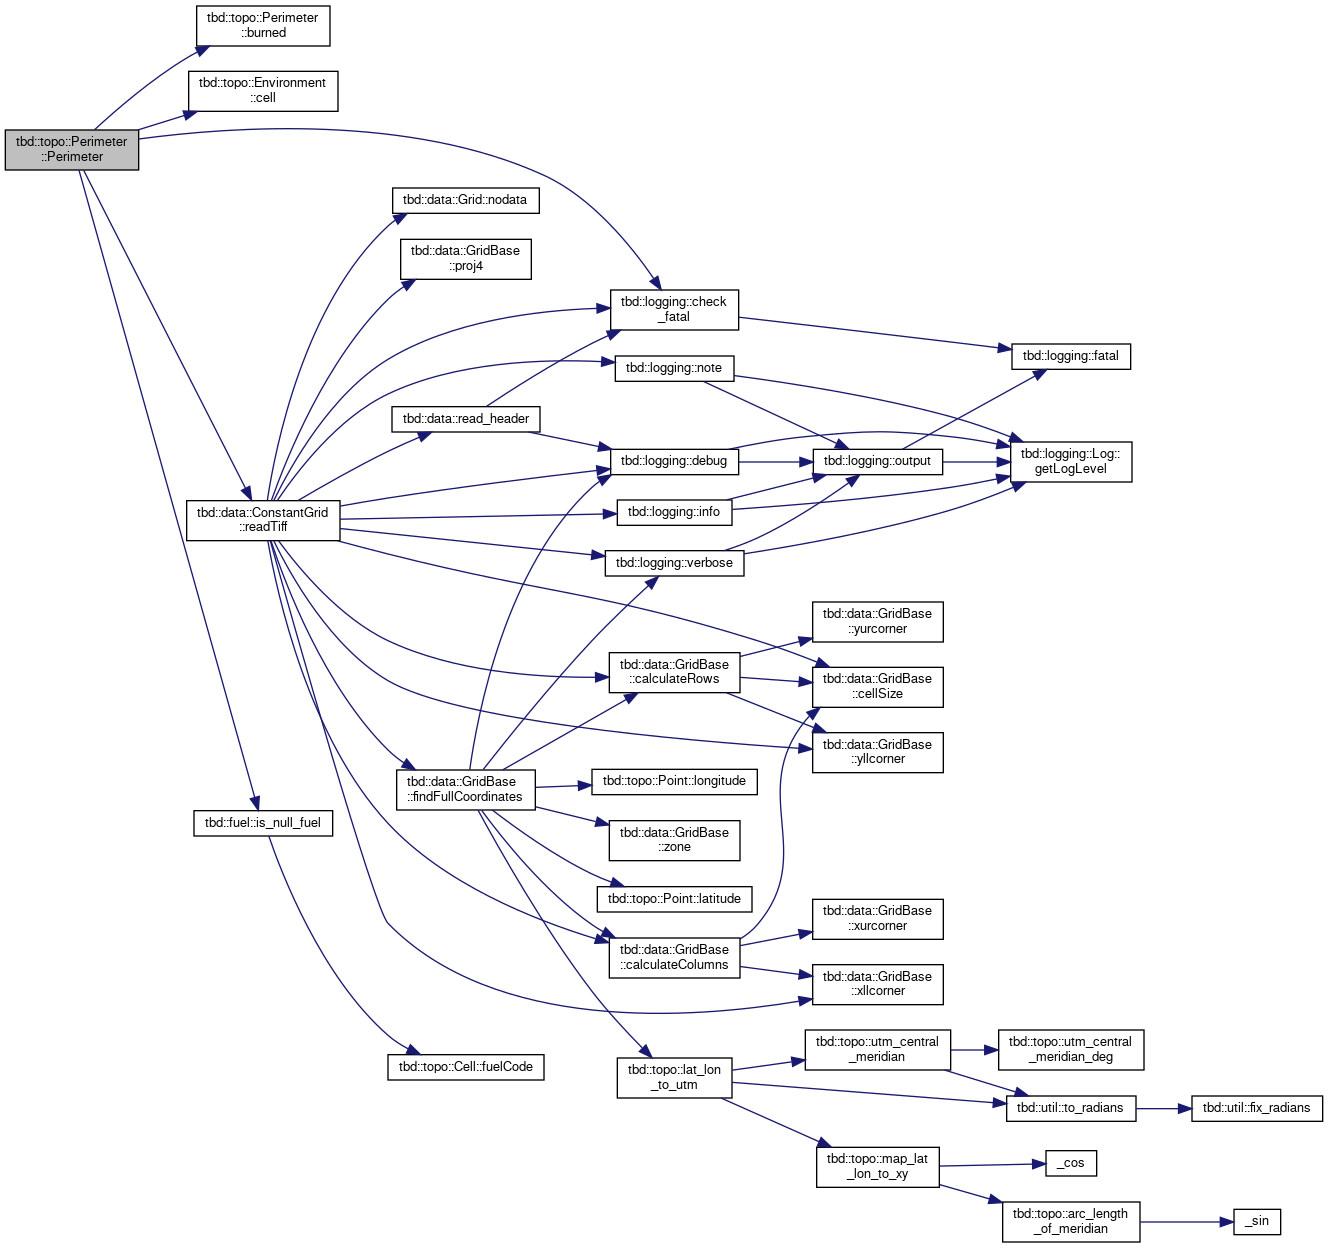 tbd::topo::Perimeter
::burned
tbd::topo::Environment
::cell
tbd::topo::Perimeter
::Perimeter
tbd::data::Grid::nodata
tbd::data::GridBase
::proj4
tbd::logging::check
_fatal
tbd::logging::fatal
tbd::logging::note
tbd::data::read_header
tbd::logging::debug
tbd::logging::output
tbd::logging::Log::
getLogLevel
tbd::data::ConstantGrid
::readTiff
tbd::logging::info
tbd::logging::verbose
tbd::data::GridBase
::yurcorner
tbd::data::GridBase
::calculateRows
tbd::data::GridBase
::cellSize
tbd::data::GridBase
::yllcorner
tbd::data::GridBase
::findFullCoordinates
tbd::topo::Point::longitude
tbd::fuel::is_null_fuel
tbd::data::GridBase
::zone
tbd::topo::Point::latitude
tbd::data::GridBase
::xurcorner
tbd::data::GridBase
::calculateColumns
tbd::data::GridBase
::xllcorner
tbd::topo::Cell::fuelCode
tbd::topo::lat_lon
_to_utm
tbd::topo::utm_central
_meridian
tbd::topo::utm_central
_meridian_deg
tbd::util::to_radians
tbd::util::fix_radians
tbd::topo::map_lat
_lon_to_xy
_cos
tbd::topo::arc_length
_of_meridian
_sin